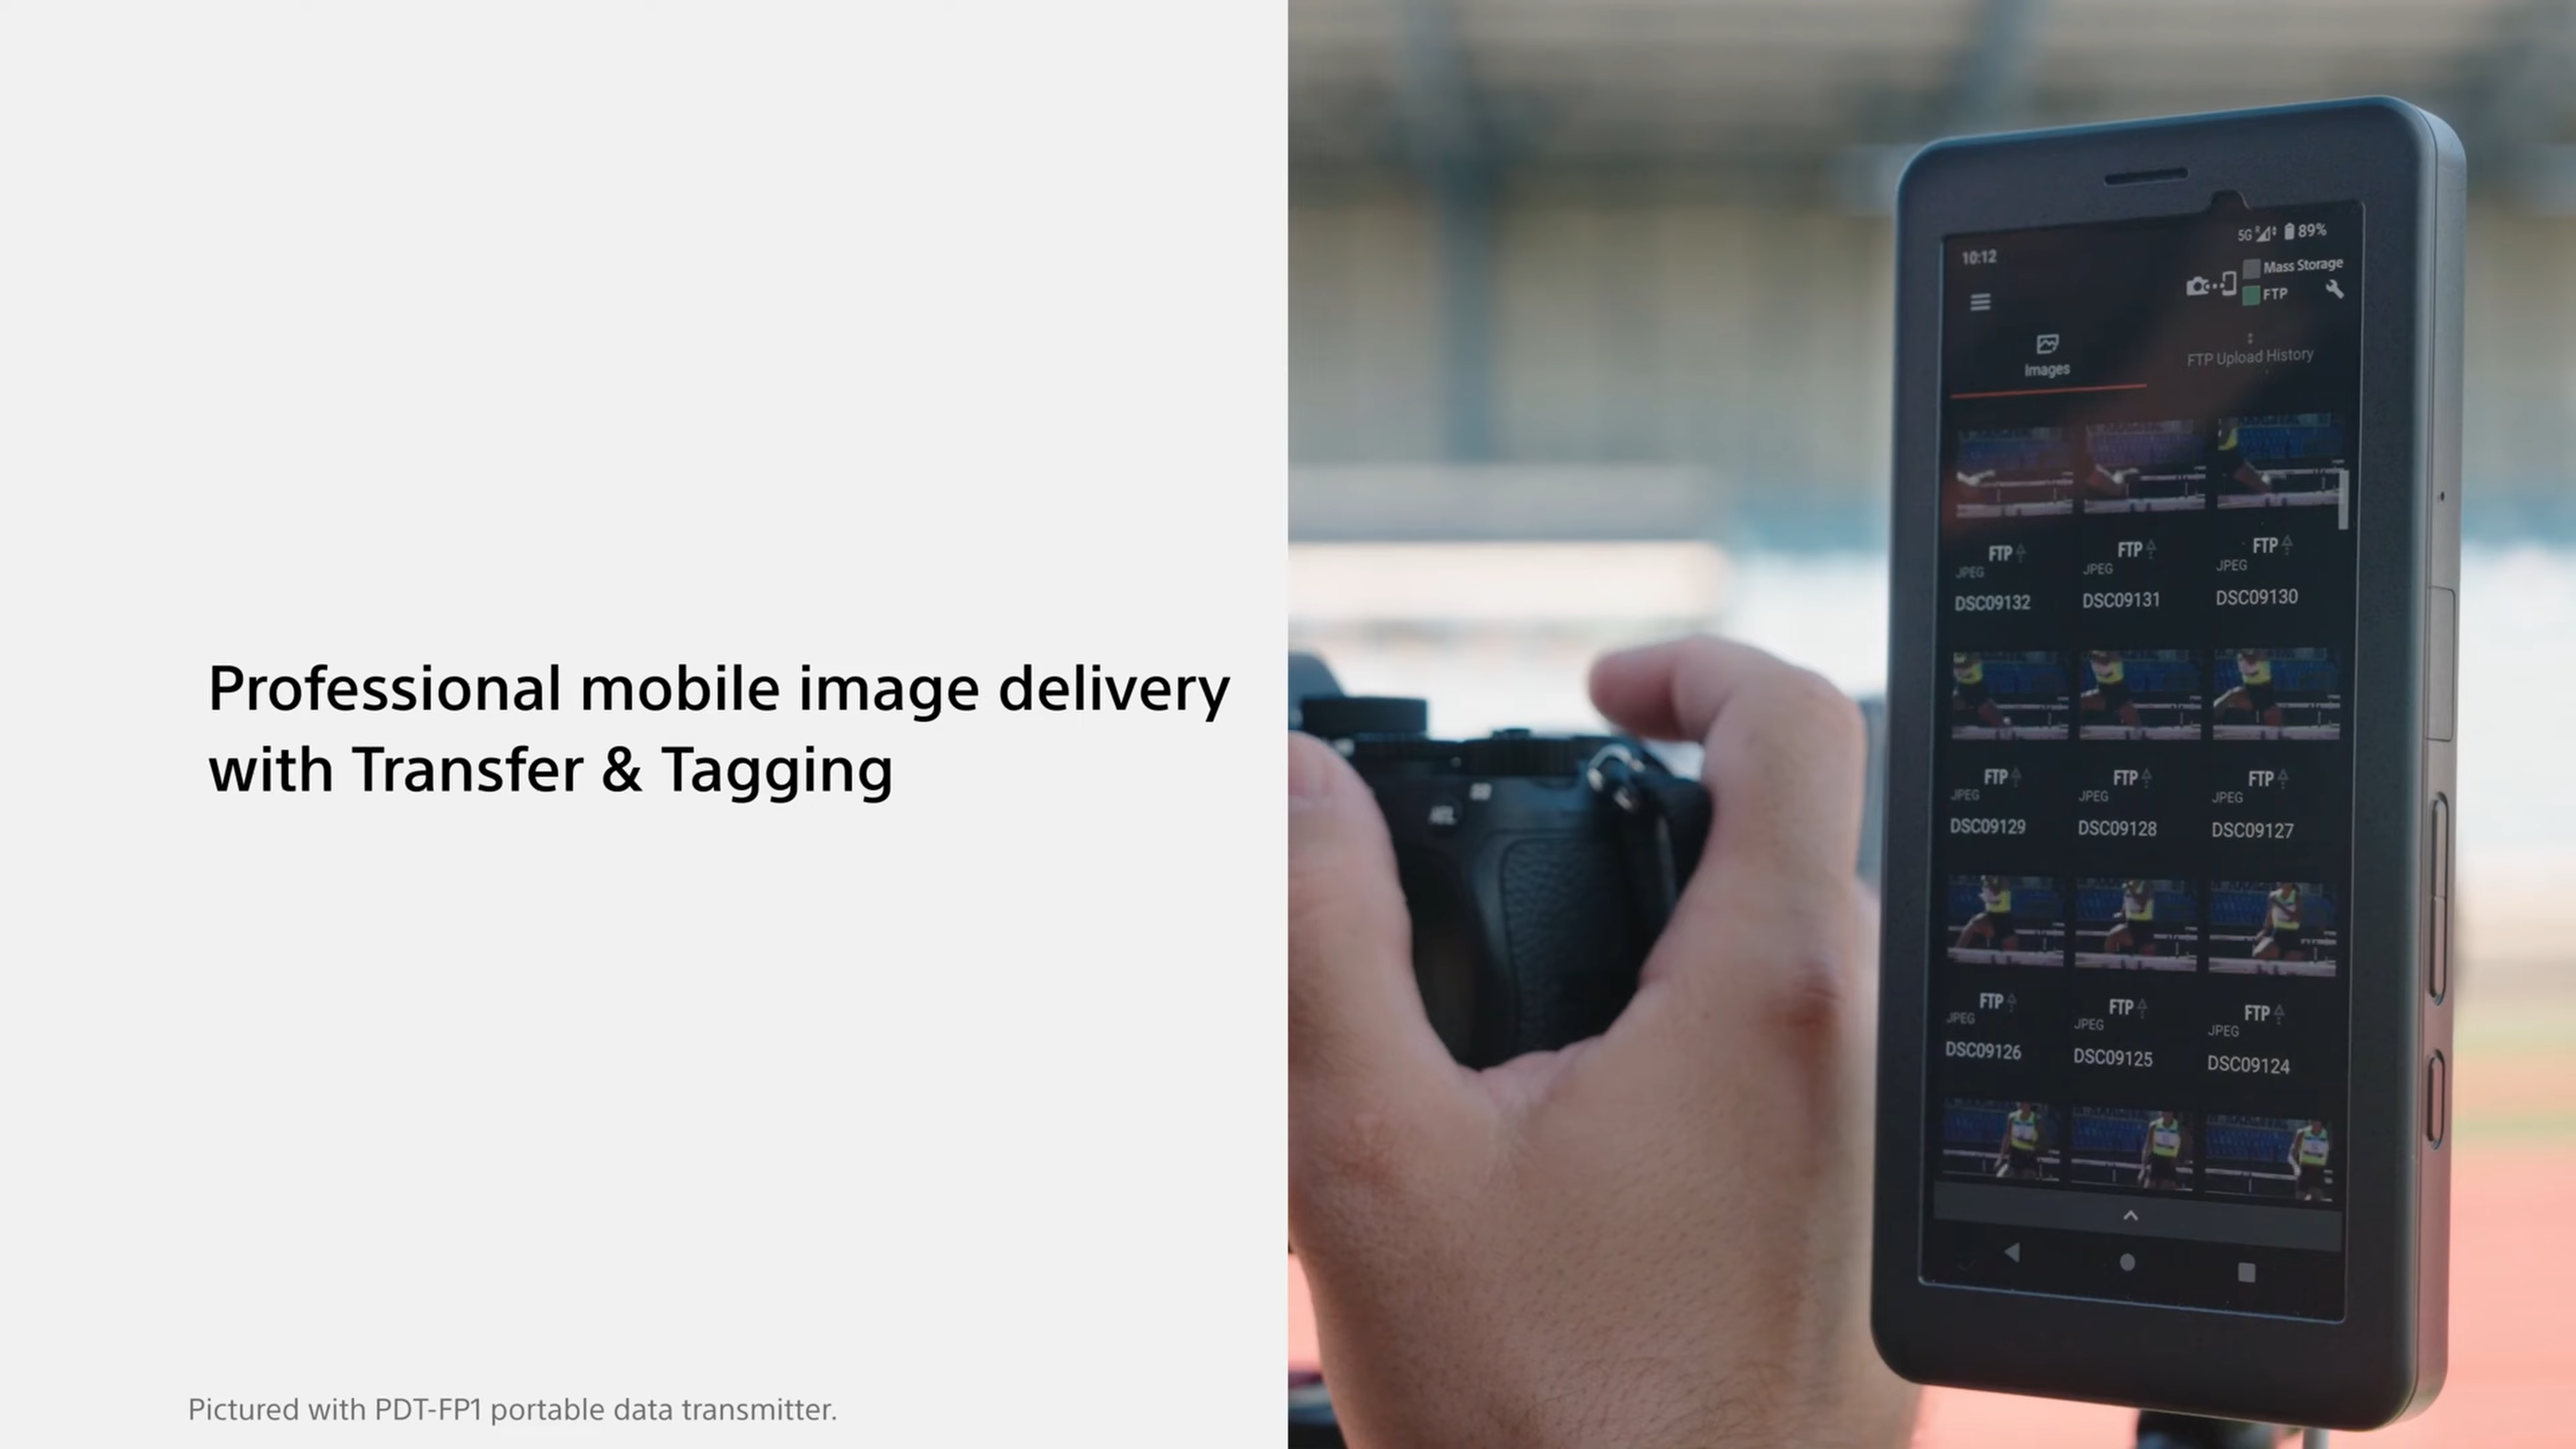 Professional mobile image delivery
with Transfer & Tagging
Pictured with PDT-FP1 portable data transmitter.
10:12
5G
89%
Mass Storage
FTP
Images
FTP Upload History
FTP FTP FTP
JPEG JPEG JPEG
DSC09132 DSC09131 DSC09130
FTP FTP FTP
JPEG JPEG JPEG
DSC09129 DSC09128 DSC09127
FTP FTP FTP
JPEG JPEG JPEG
DSC09126 DSC09125 DSC09124